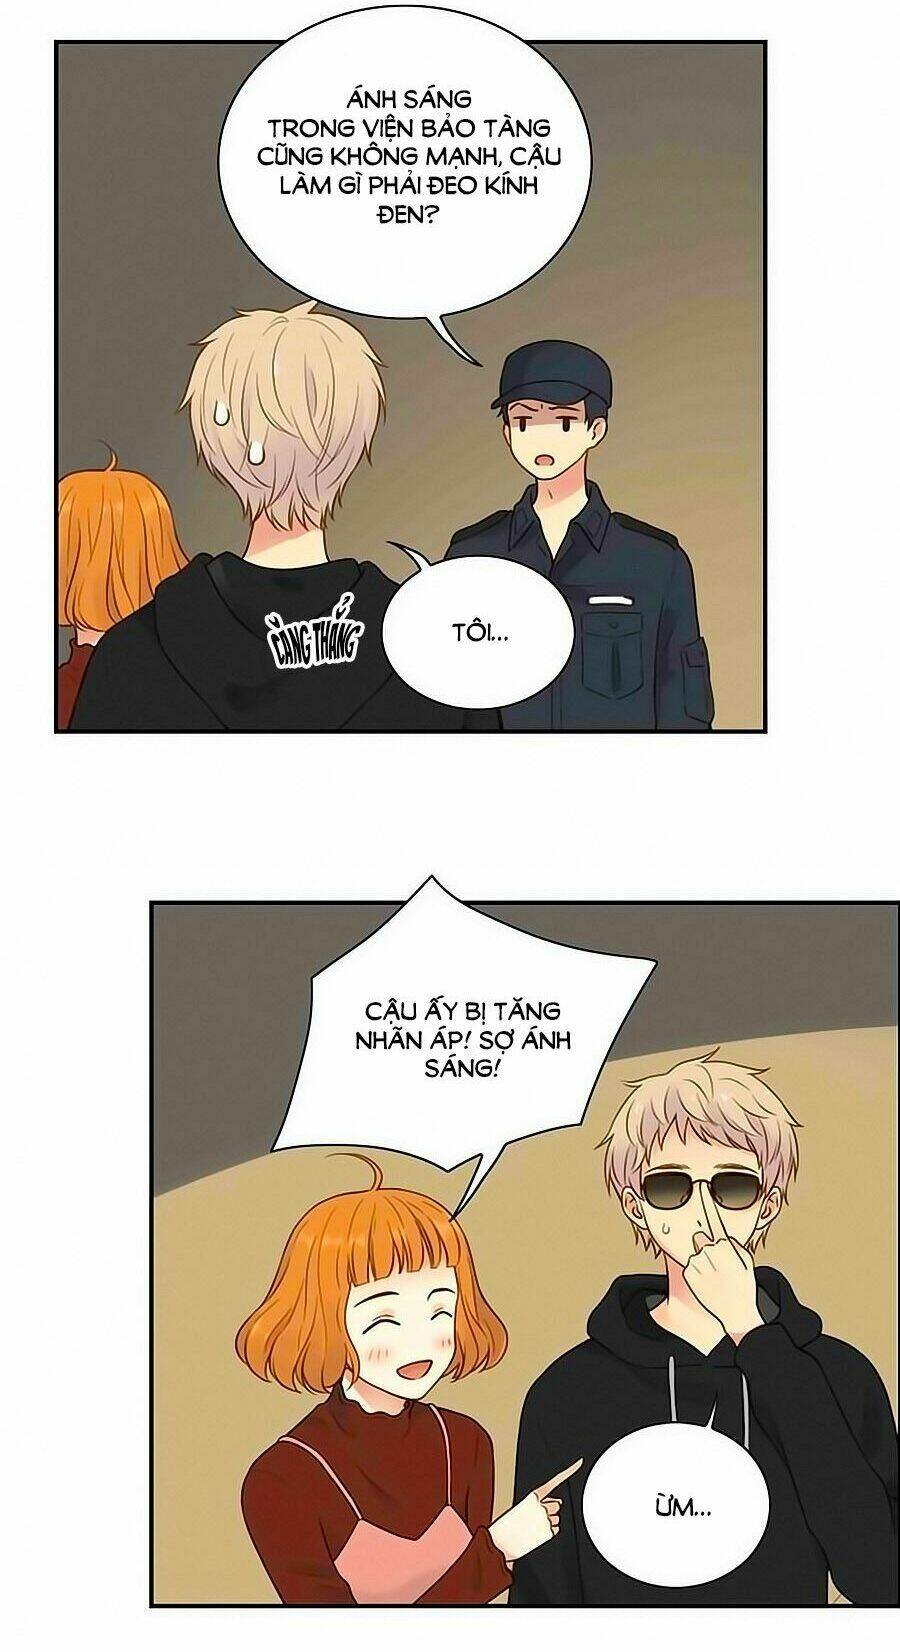 ÁNH SÁNG
TRONG VIỆN BẢO TÀNG
CŨNG KHÔNG MẠNH, CẬU
LÀM GÌ PHẢI ĐEO KÍNH
ĐEN?
CĂNG THẲNG
TÔI...
CẬU ẤY BỊ TĂNG
NHÃN ÁP! SỢ ÁNH
SÁNG!
ỪM...